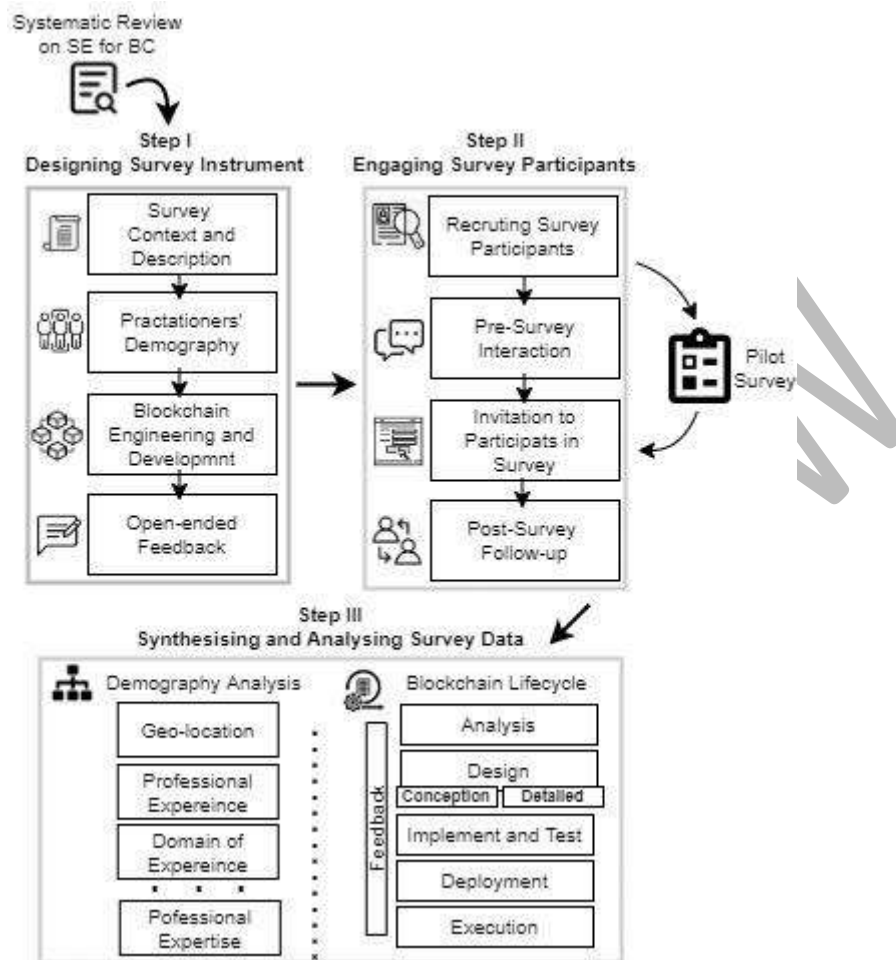 Systematic Review
on SE for BC
Step I
Designing Survey Instrument
Survey
Context and
Description
Practationers'
Demography
Blockchain
Engineering and
Developmnt
Open-ended
Feedback
Step II
Engaging Survey Participants
Recruting Survey
Participants
Pre-Survey
Interaction
Invitation to
Participats in
Survey
Post-Survey
Follow-up
Pilot
Survey
Step III
Synthesising and Analysing Survey Data
Demography Analysis
Geo-location
Professional
Expereince
Domain of
Expereince
Pofessional
Expertise
Blockchain Lifecycle
Feedback
Analysis
Design
Conception
Detailed
Implement and Test
Deployment
Execution